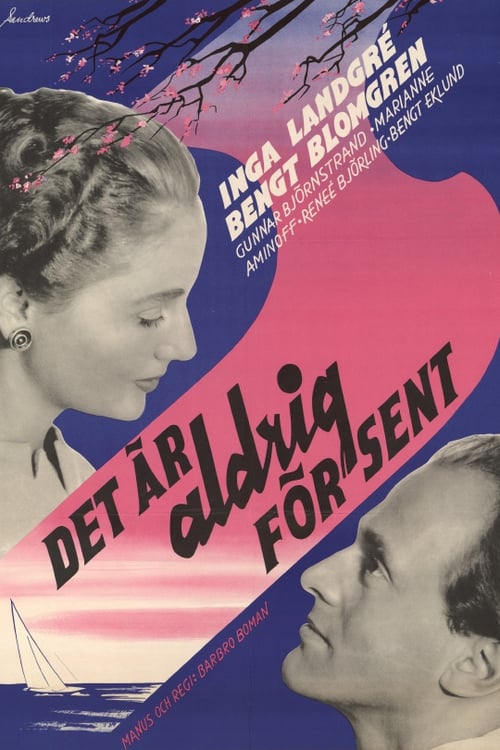 Sandrews
INGA LANDGRÉ
BENGT BLOMGREN
GUNNAR BJÖRNSTRAND · MARIANNE
AMINOFF · RENEÉ BJÖRLING · BENGT EKLUND
DET ÄR
aldrig
FÖR SENT
MANUS OCH REGI: BARBRO BOMAN